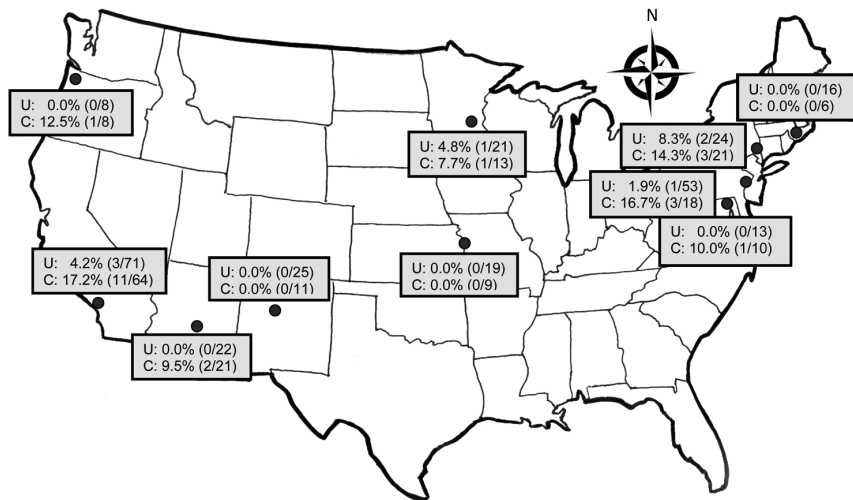 N
U: 0.0% (0/16)
C: 0.0% (0/6)
U: 0.0% (0/8)
C: 12.5% (1/8)
U: 4.8% (1/21)
C: 7.7% (1/13)
U: 8.3% (2/24)
C: 14.3% (3/21)
U: 1.9% (1/53)
C: 16.7% (3/18)
U: 0.0% (0/13)
C: 10.0% (1/10)
U: 4.2% (3/71)
C: 17.2% (11/64)
U: 0.0% (0/25)
C: 0.0% (0/11)
U: 0.0% (0/19)
C: 0.0% (0/9)
U: 0.0% (0/22)
C: 9.5% (2/21)